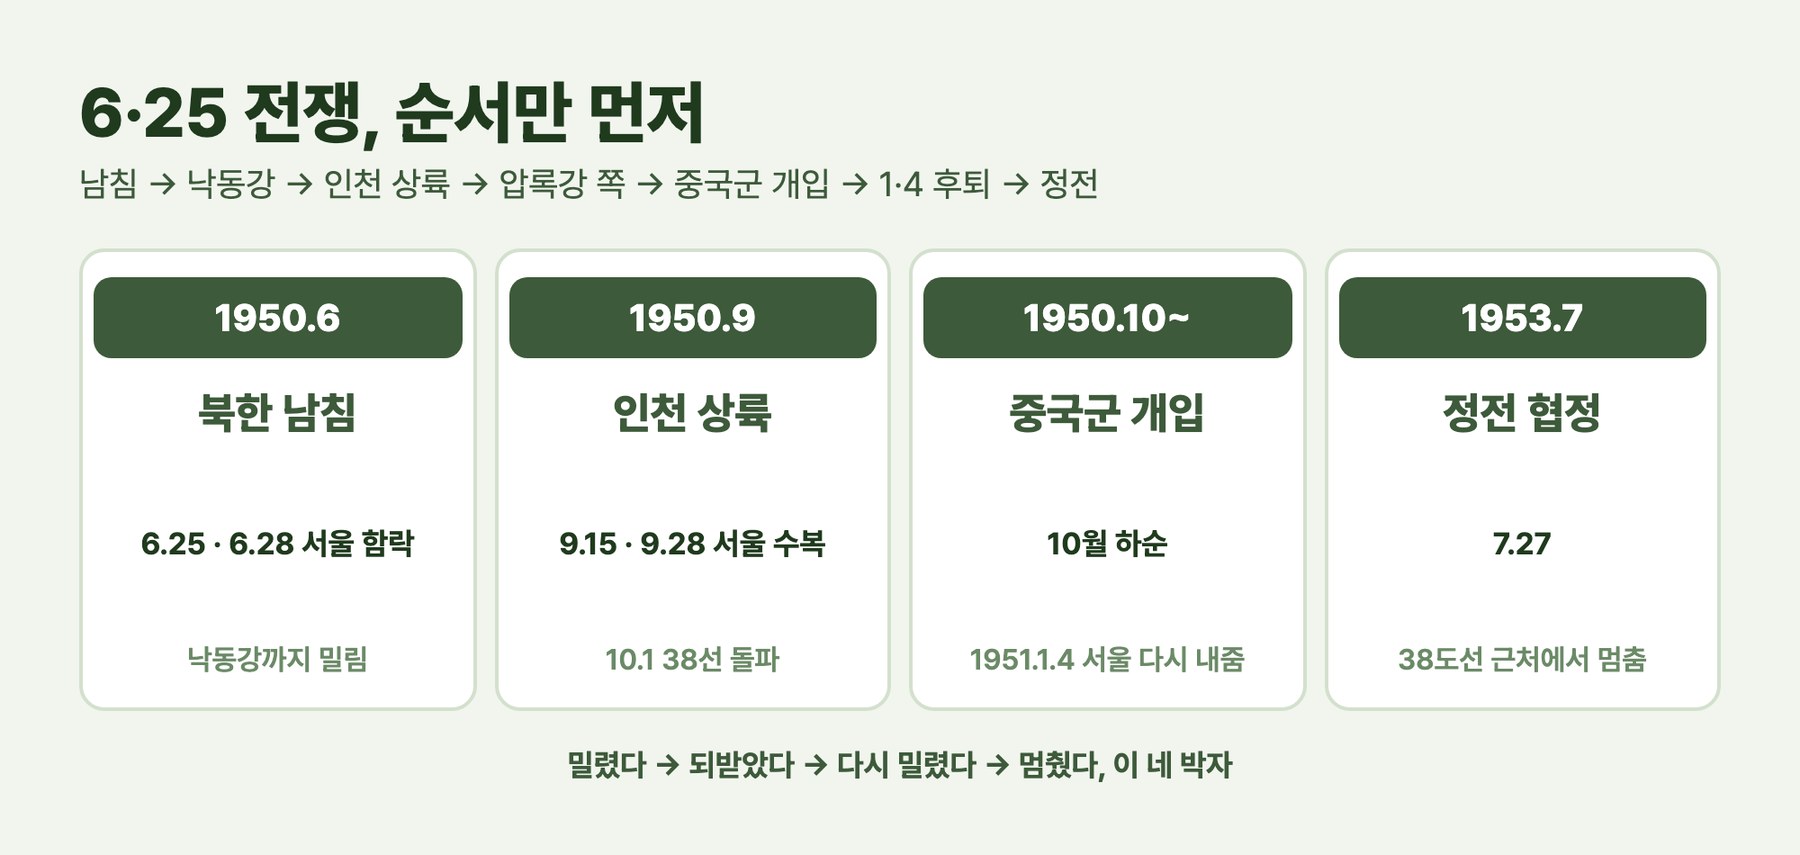 6·25 전쟁, 순서만 먼저
남침 → 낙동강 → 인천 상륙 → 압록강 쪽 → 중국군 개입 → 1·4 후퇴 → 정전
1950.6
북한 남침
6.25 · 6.28 서울 함락
낙동강까지 밀림
1950.9
인천 상륙
9.15 · 9.28 서울 수복
10.1 38선 돌파
1950.10~
중국군 개입
10월 하순
1951.1.4 서울 다시 내줌
1953.7
정전 협정
7.27
38도선 근처에서 멈춤
밀렸다 → 되받았다 → 다시 밀렸다 → 멈췄다, 이 네 박자